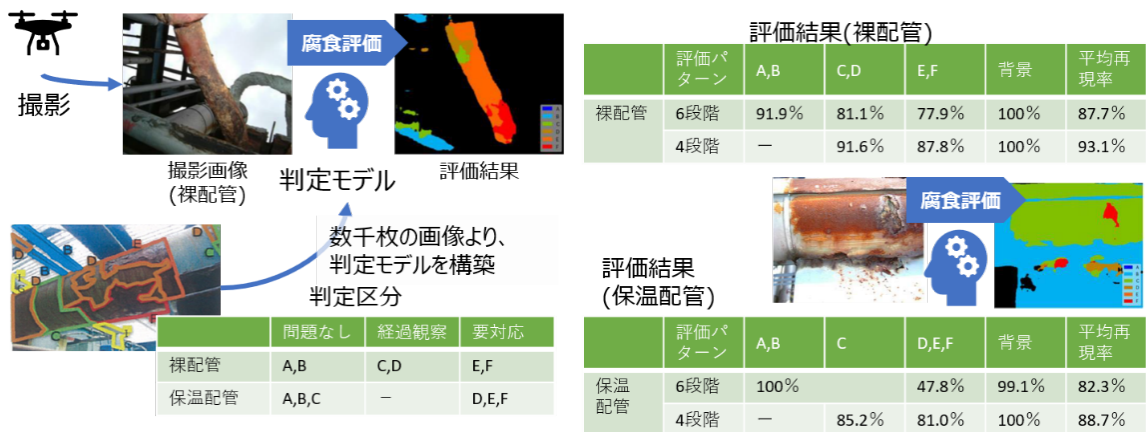 撮影
腐食評価
撮影画像
(裸配管)
判定モデル
評価結果
数千枚の画像より、
判定モデルを構築
判定区分
問題なし 経過観察 要対応
裸配管 A,B C,D E,F
保温配管 A,B,C － D,E,F
評価結果(裸配管)
評価パターン A,B C,D E,F 背景 平均再現率
裸配管 6段階 91.9% 81.1% 77.9% 100% 87.7%
4段階 － 91.6% 87.8% 100% 93.1%
腐食評価
評価結果
(保温配管)
評価パターン A,B C D,E,F 背景 平均再現率
保温配管 6段階 100% 47.8% 99.1% 82.3%
4段階 － 85.2% 81.0% 100% 88.7%